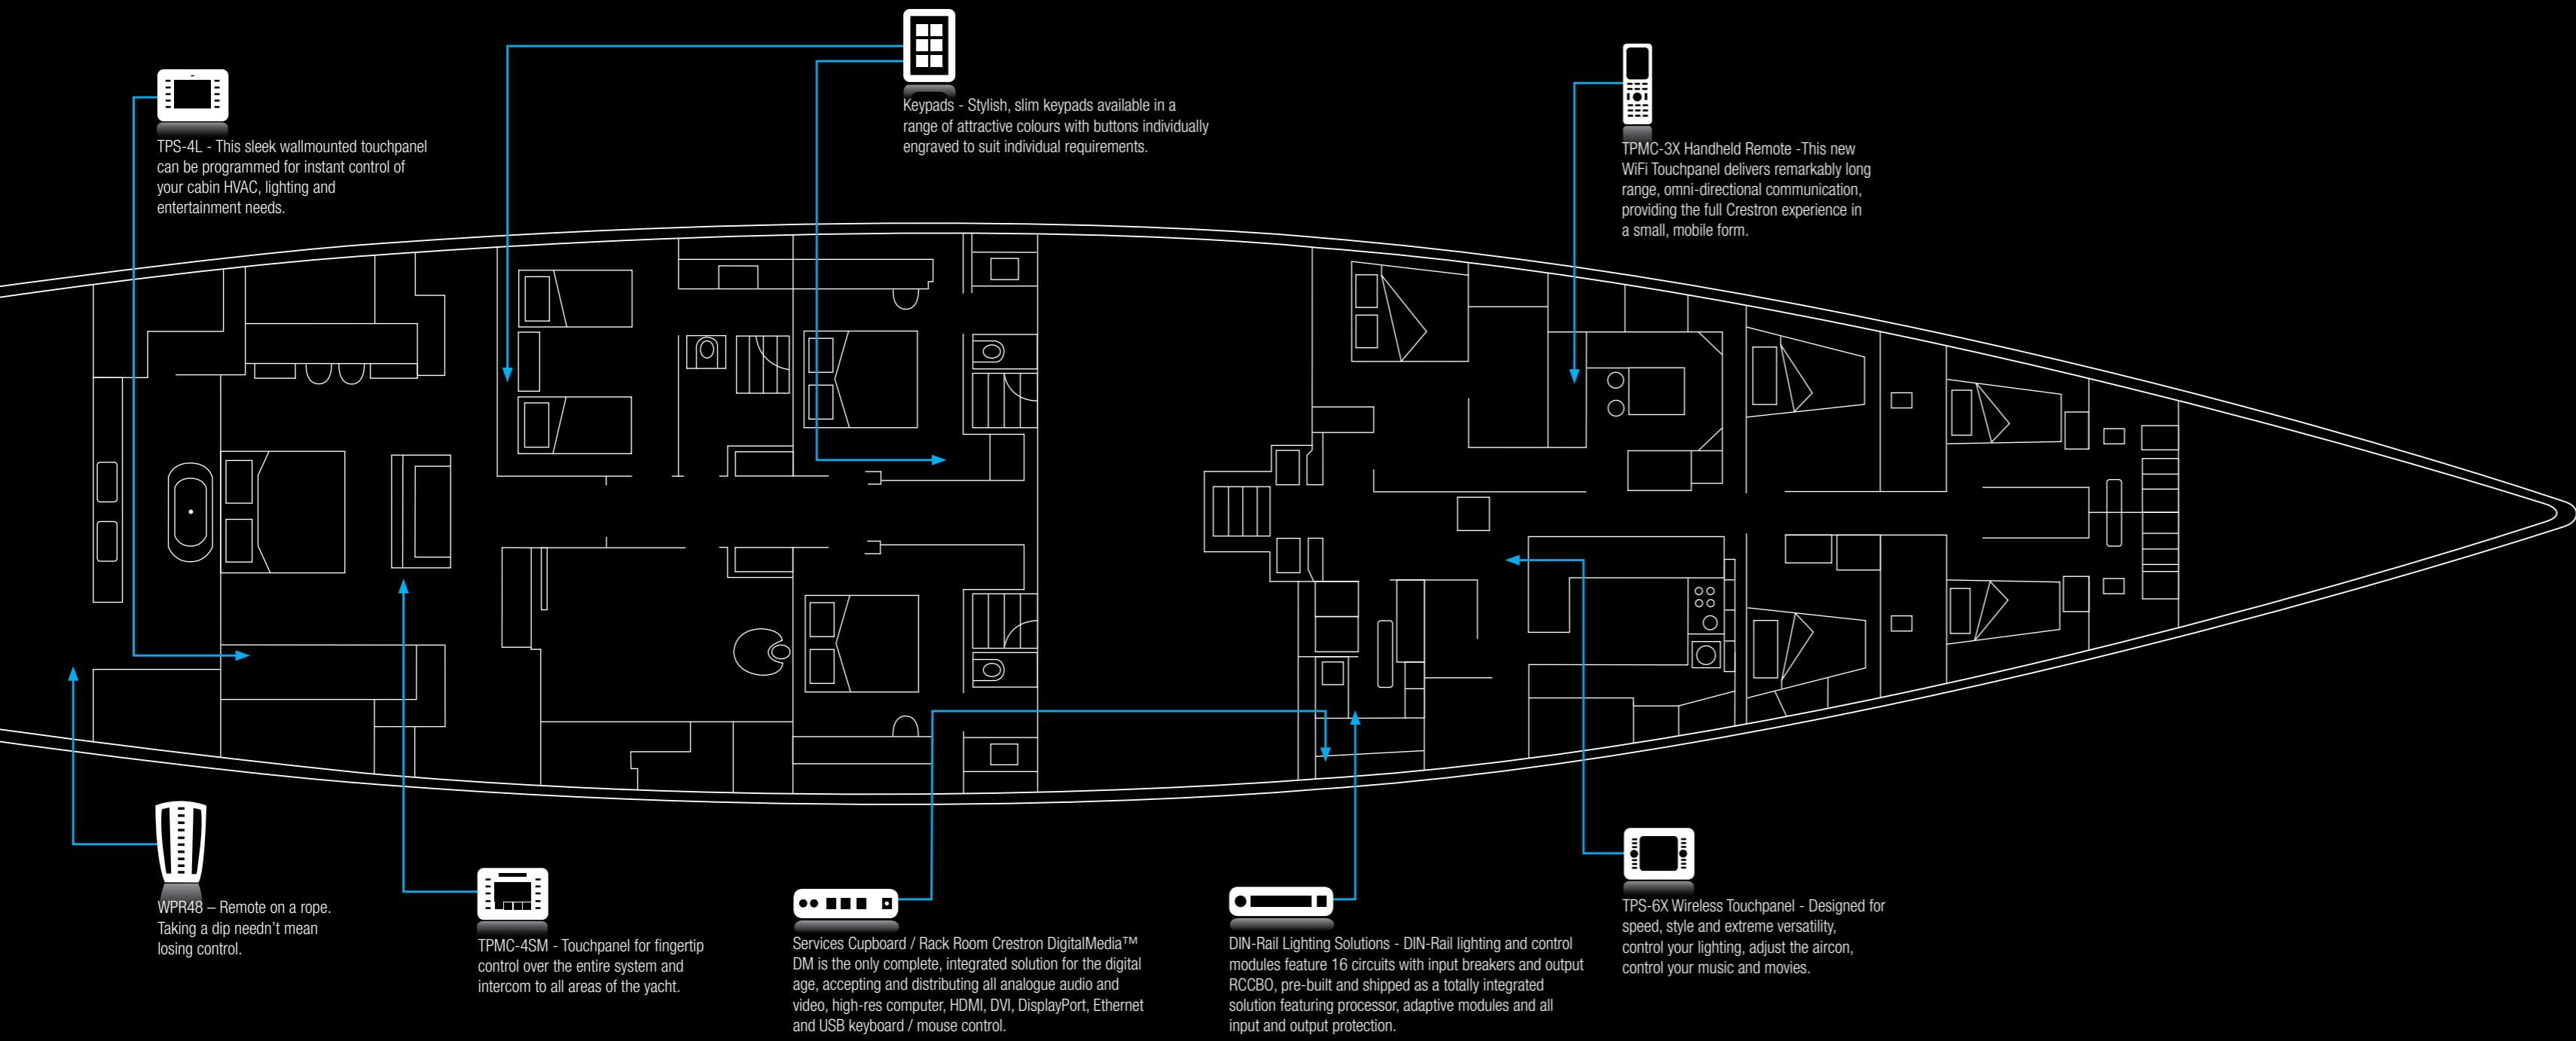 TPS-4L - This sleek wallmounted touchpanel
can be programmed for instant control of
your cabin HVAC, lighting and
entertainment needs.
Keypads - Stylish, slim keypads available in a
range of attractive colours with buttons individually
engraved to suit individual requirements.
TPMC-3X Handheld Remote -This new
WiFi Touchpanel delivers remarkably long
range, omni-directional communication,
providing the full Crestron experience in
a small, mobile form.
WPR48 – Remote on a rope.
Taking a dip needn't mean
losing control.
TPMC-4SM - Touchpanel for fingertip
control over the entire system and
intercom to all areas of the yacht.
Services Cupboard / Rack Room Crestron DigitalMedia™
DM is the only complete, integrated solution for the digital
age, accepting and distributing all analogue audio and
video, high-res computer, HDMI, DVI, DisplayPort, Ethernet
and USB keyboard / mouse control.
DIN-Rail Lighting Solutions - DIN-Rail lighting and control
modules feature 16 circuits with input breakers and output
RCCBO, pre-built and shipped as a totally integrated
solution featuring processor, adaptive modules and all
input and output protection.
TPS-6X Wireless Touchpanel - Designed for
speed, style and extreme versatility,
control your lighting, adjust the aircon,
control your music and movies.